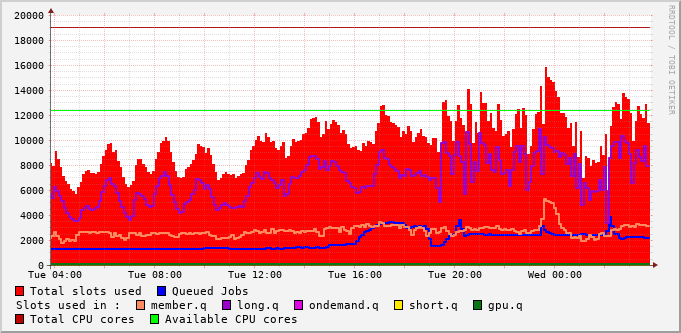 20000
18000
16000
14000
12000
10000
8000
6000
4000
2000
0
Tue 04:00 Tue 08:00 Tue 12:00 Tue 16:00 Tue 20:00 Wed 00:00
Total slots used Queued Jobs
Slots used in : member.q long.q ondemand.q short.q gpu.q
Total CPU cores Available CPU cores
RRDTOOL / TOBI OETIKER